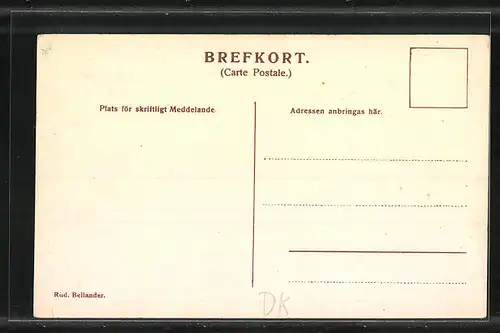 BREFKORT.
(Carte Postale.)
Plats för skriftligt Meddelande.
Adressen anbringas här.
Rud. Bellander.
DK